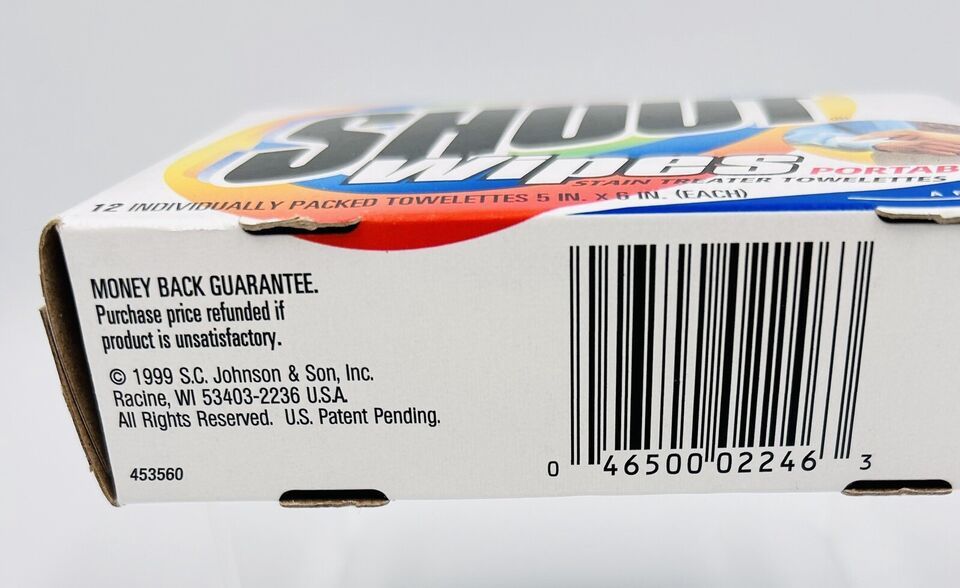 SHOUT
wipes PORTAB
STAIN TREATER TOWELETTES
12 INDIVIDUALLY PACKED TOWELETTES 5 IN. X 6 IN. (EACH)
MONEY BACK GUARANTEE.
Purchase price refunded if
product is unsatisfactory.
© 1999 S.C. Johnson & Son, Inc.
Racine, WI 53403-2236 U.S.A.
All Rights Reserved. U.S. Patent Pending.
453560
0 46500 02246 3